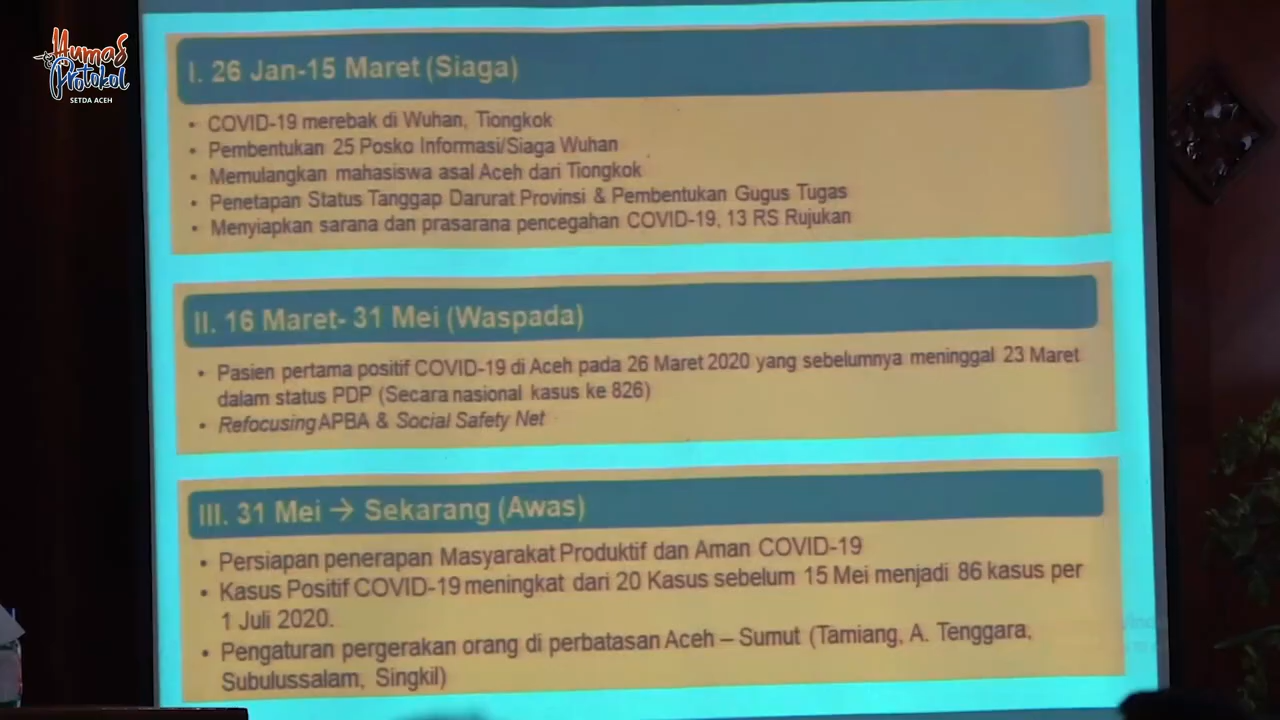 Humas
Protokol
SETDA ACEH
I. 26 Jan-15 Maret (Siaga)
• COVID-19 merebak di Wuhan, Tiongkok
• Pembentukan 25 Posko Informasi/Siaga Wuhan
• Memulangkan mahasiswa asal Aceh dari Tiongkok
• Penetapan Status Tanggap Darurat Provinsi & Pembentukan Gugus Tugas
• Menyiapkan sarana dan prasarana pencegahan COVID-19, 13 RS Rujukan
II. 16 Maret- 31 Mei (Waspada)
• Pasien pertama positif COVID-19 di Aceh pada 26 Maret 2020 yang sebelumnya meninggal 23 Maret
dalam status PDP (Secara nasional kasus ke 826)
• Refocusing APBA & Social Safety Net
III. 31 Mei → Sekarang (Awas)
• Persiapan penerapan Masyarakat Produktif dan Aman COVID-19
• Kasus Positif COVID-19 meningkat dari 20 Kasus sebelum 15 Mei menjadi 86 kasus per
1 Juli 2020.
• Pengaturan pergerakan orang di perbatasan Aceh – Sumut (Tamiang, A. Tenggara,
Subulussalam, Singkil)